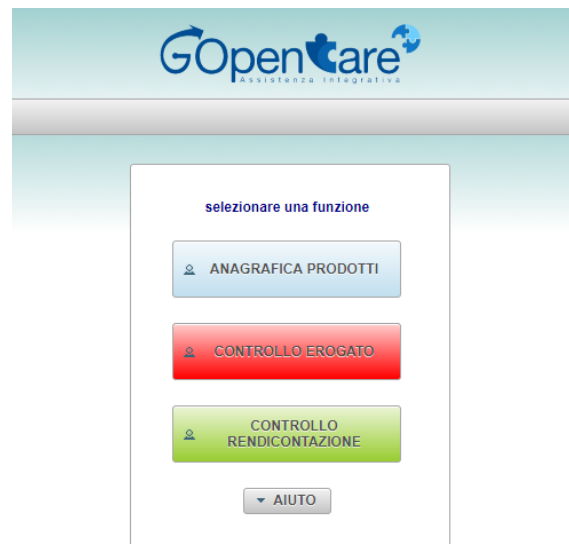 GOpenCare
Assistenza Integrativa
selezionare una funzione
ANAGRAFICA PRODOTTI
CONTROLLO EROGATO
CONTROLLO
RENDICONTAZIONE
AIUTO